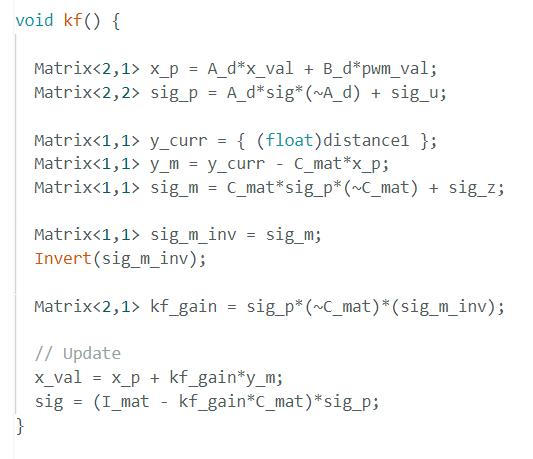 void kf() {
Matrix<2,1> x_p = A_d*x_val + B_d*pwm_val;
Matrix<2,2> sig_p = A_d*sig*(~A_d) + sig_u;
Matrix<1,1> y_curr = { (float)distance1 };
Matrix<1,1> y_m = y_curr - C_mat*x_p;
Matrix<1,1> sig_m = C_mat*sig_p*(~C_mat) + sig_z;
Matrix<1,1> sig_m_inv = sig_m;
Invert(sig_m_inv);
Matrix<2,1> kf_gain = sig_p*(~C_mat)*(sig_m_inv);
// Update
x_val = x_p + kf_gain*y_m;
sig = (I_mat - kf_gain*C_mat)*sig_p;
}